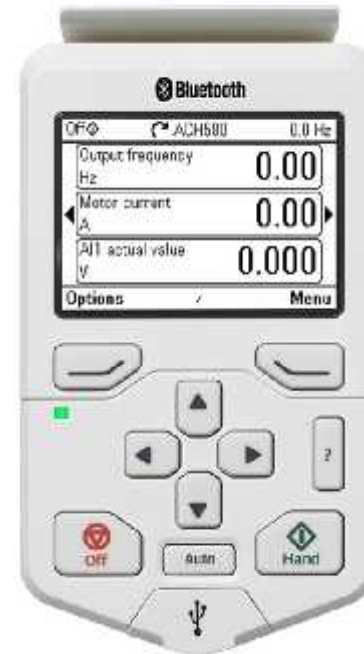 Bluetooth
Off ACH580 0.0 Hz
Output frequency
Hz
0.00
Motor current
A
0.00
AI1 actual value
V
0.000
Options Menu
?
Off
Auto
Hand